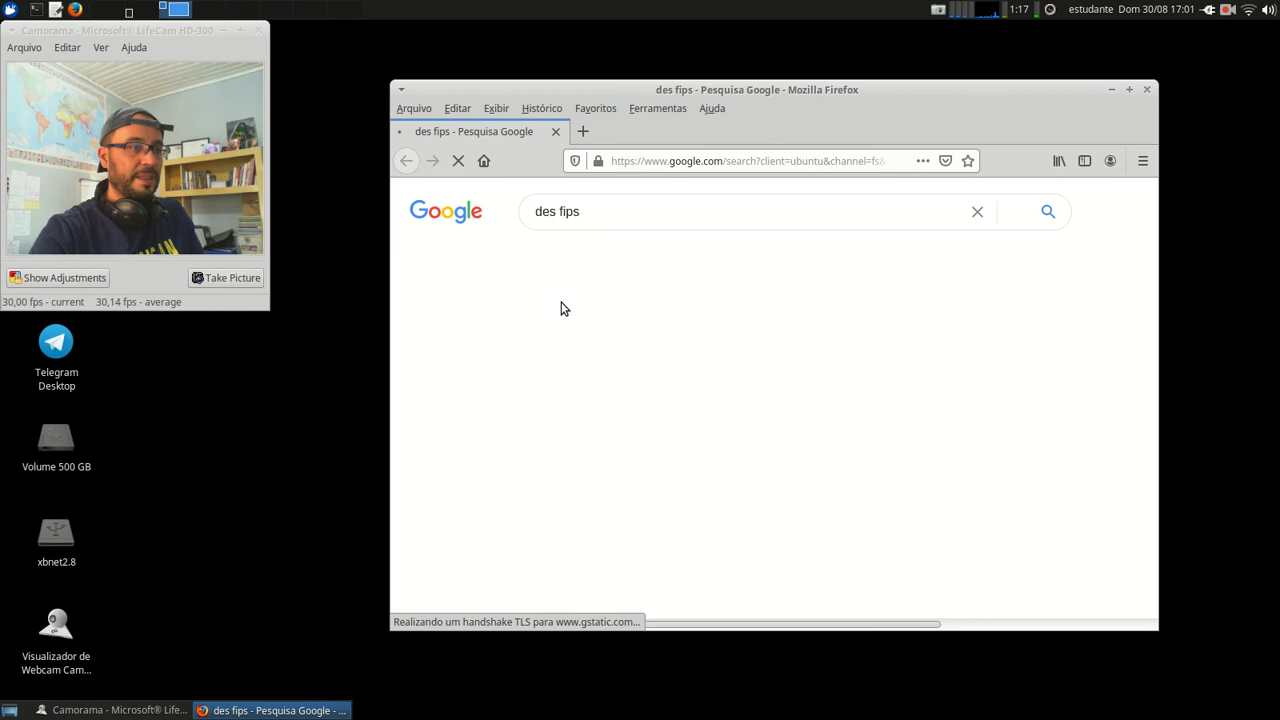 1:17
estudante Dom 30/08 17:01
Camorama - Microsoft® LifeCam HD-300
Arquivo Editar Ver Ajuda
Show Adjustments
Take Picture
30,00 fps - current 30,14 fps - average
Telegram
Desktop
Volume 500 GB
xbnet2.8
Visualizador de
Webcam Cam...
des fips - Pesquisa Google - Mozilla Firefox
Arquivo Editar Exibir Histórico Favoritos Ferramentas Ajuda
des fips - Pesquisa Google
https://www.google.com/search?client=ubuntu&channel=fs&
Google
des fips
Realizando um handshake TLS para www.gstatic.com...
Camorama - Microsoft® Life...
des fips - Pesquisa Google - ...